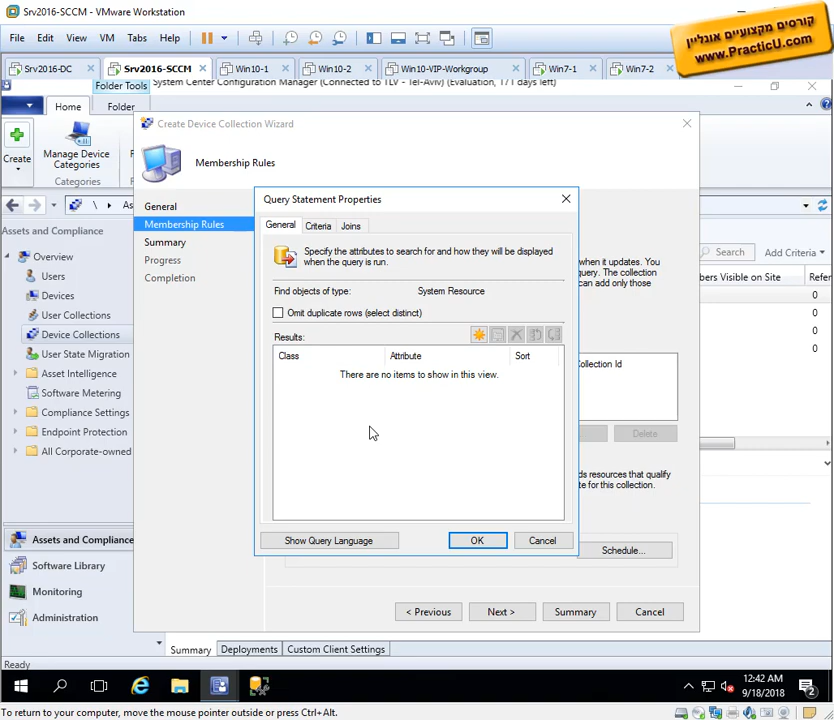 Srv2016-SCCM - VMware Workstation
File Edit View VM Tabs Help
קורסים מקצועיים אונליין
www.PractiCU.com
Srv2016-DC Srv2016-SCCM Win10-1 Win10-2 Win10-VIP-Workgroup Win7-1 Win7-2
Folder Tools
System Center Configuration Manager (Connected to TLV - Tel-Aviv) (Evaluation, 171 days left)
Home Folder
Create
Manage Device
Categories
Categories
Assets and Compliance
Overview
Users
Devices
User Collections
Device Collections
User State Migration
Asset Intelligence
Software Metering
Compliance Settings
Endpoint Protection
All Corporate-owned
Assets and Compliance
Software Library
Monitoring
Administration
Ready
Create Device Collection Wizard
Membership Rules
General
Membership Rules
Summary
Progress
Completion
Query Statement Properties
General Criteria Joins
Specify the attributes to search for and how they will be displayed
when the query is run.
Find objects of type: System Resource
Omit duplicate rows (select distinct)
Results:
Class Attribute Sort
There are no items to show in this view.
Show Query Language OK Cancel
when it updates. You
query. The collection
can add only those
Collection Id
Delete
ds resources that qualify
te for this collection.
Schedule...
< Previous Next > Summary Cancel
Search Add Criteria
bers Visible on Site Refer
0
0
0
0
Summary Deployments Custom Client Settings
12:42 AM
9/18/2018
2
To return to your computer, move the mouse pointer outside or press Ctrl+Alt.